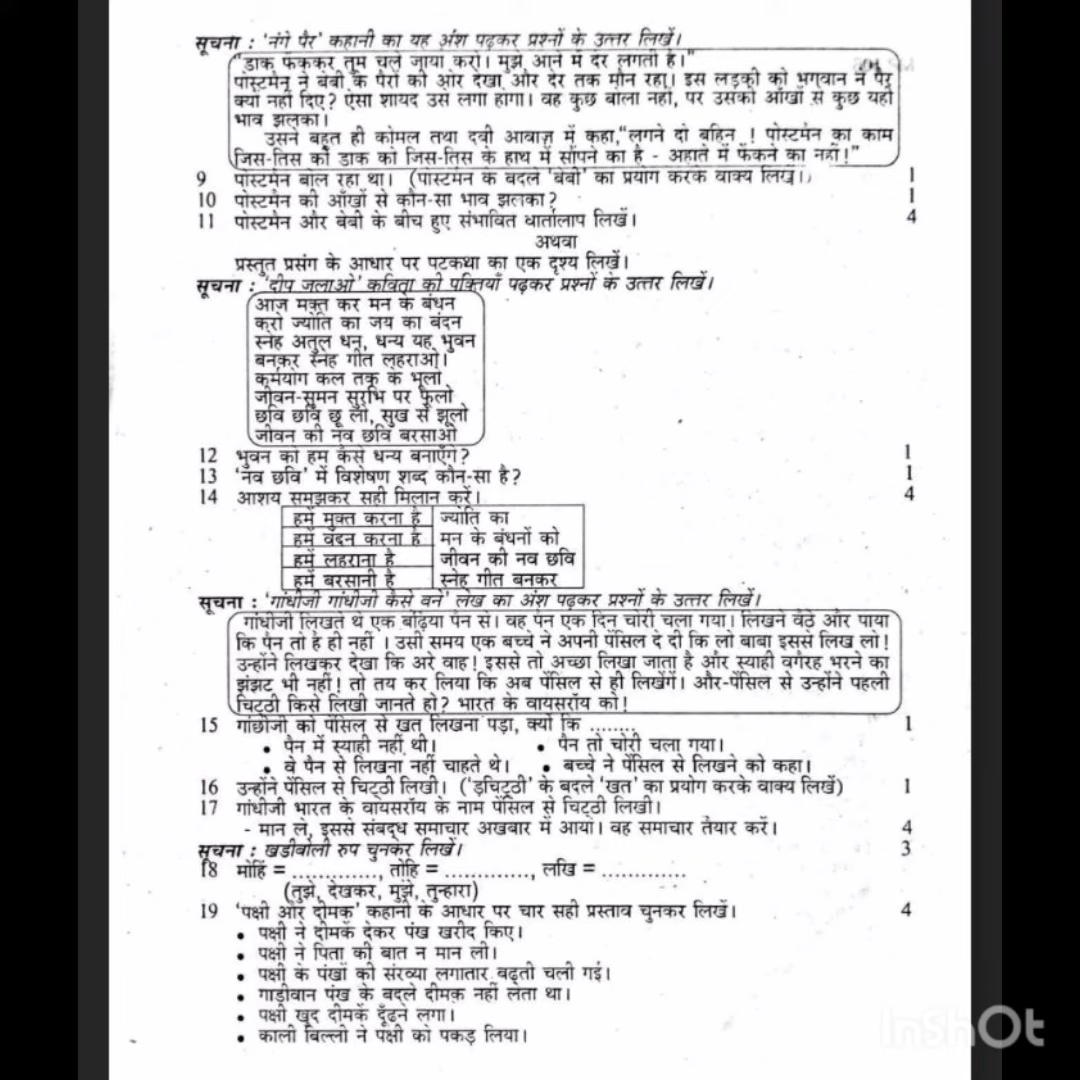 सूचना : 'नंगे पैर' कहानी का यह अंश पढ़कर प्रश्नों के उत्तर लिखें।
"डाक फेंककर तुम चले जाया करो। मुझे आने में देर लगती है।"
पोस्टमैन ने बेबी के पैरों की ओर देखा और देर तक मौन रहा। इस लड़की को भगवान ने पैर
क्यों नहीं दिए? ऐसा शायद उसे लगा होगा। वह कुछ बोला नहीं, पर उसकी आँखों से कुछ यही
भाव झलका।
उसने बहुत ही कोमल तथा दबी आवाज़ में कहा,"लगने दो बहिन ! पोस्टमैन का काम
जिस-तिस की डाक को जिस-तिस के हाथ में सौंपने का है - अहाते में फेंकने का नहीं!"
9 पोस्टमैन बोल रहा था। (पोस्टमैन के बदले 'बेबी' का प्रयोग करके वाक्य लिखें।) 1
10 पोस्टमैन की आँखों से कौन-सा भाव झलका? 1
11 पोस्टमैन और बेबी के बीच हुए संभावित वार्तालाप लिखें। 4
अथवा
प्रस्तुत प्रसंग के आधार पर पटकथा का एक दृश्य लिखें।
सूचना : 'दीप जलाओ' कविता की पंक्तियाँ पढ़कर प्रश्नों के उत्तर लिखें।
आज मुक्त कर मन के बंधन
करो ज्योति का जय का बंदन
स्नेह अतुल धन, धन्य यह भुवन
बनकर स्नेह गीत लहराओ।
कर्मयोग कल तक के भूलो
जीवन-सुमन सुरभि पर फूलो
छवि छवि छू लो, सुख से झूलो
जीवन की नव छवि बरसाओ
12 भुवन को हम कैसे धन्य बनाएँगे? 1
13 'नव छवि' में विशेषण शब्द कौन-सा है? 1
14 आशय समझकर सही मिलान करें। 4
हमें मुक्त करना है ज्योति का
हमें वंदन करना है मन के बंधनों को
हमें लहराना है जीवन की नव छवि
हमें बरसानी है स्नेह गीत बनकर
सूचना : 'गांधीजी गांधीजी कैसे बने' लेख का अंश पढ़कर प्रश्नों के उत्तर लिखें।
गांधीजी लिखते थे एक बढ़िया पैन से। वह पैन एक दिन चोरी चला गया। लिखने बैठे और पाया
कि पैन तो है ही नहीं । उसी समय एक बच्चे ने अपनी पेंसिल दे दी कि लो बाबा इससे लिख लो!
उन्होंने लिखकर देखा कि अरे वाह! इससे तो अच्छा लिखा जाता है और स्याही वगैरह भरने का
झंझट भी नहीं! तो तय कर लिया कि अब पेंसिल से ही लिखेंगें। और-पेंसिल से उन्होंने पहली
चिट्ठी किसे लिखी जानते हो? भारत के वायसरॉय को!
15 गांछीजी को पेंसिल से खत लिखना पड़ा, क्यों कि ........ 1
• पैन में स्याही नहीं थी। • पैन तो चोरी चला गया।
• वे पैन से लिखना नहीं चाहते थे। • बच्चे ने पेंसिल से लिखने को कहा।
16 उन्होंने पेंसिल से चिट्ठी लिखी। ('ड़चिट्ठी' के बदले 'खत' का प्रयोग करके वाक्य लिखें) 1
17 गांधीजी भारत के वायसरॉय के नाम पेंसिल से चिट्ठी लिखी।
- मान ले, इससे संबद्ध समाचार अखबार में आयो। वह समाचार तैयार करें। 4
सूचना : खडीबोली रुप चुनकर लिखें। 3
18 मोहिं = ............., तोहि = ............., लखि = .............
(तुझे, देखकर, मुझे, तुन्हारा)
19 'पक्षी और दीमक' कहानी के आधार पर चार सही प्रस्ताव चुनकर लिखें। 4
• पक्षी ने दीमकें देकर पंख खरीद किए।
• पक्षी ने पिता की बात न मान ली।
• पक्षी के पंखों की संख्या लगातार बढ़ती चली गई।
• गाड़ीवान पंख के बदले दीमक नहीं लेता था।
• पक्षी खुद दीमकें ढूँढने लगा।
• काली बिल्ली ने पक्षी को पकड़ लिया।
InShOt